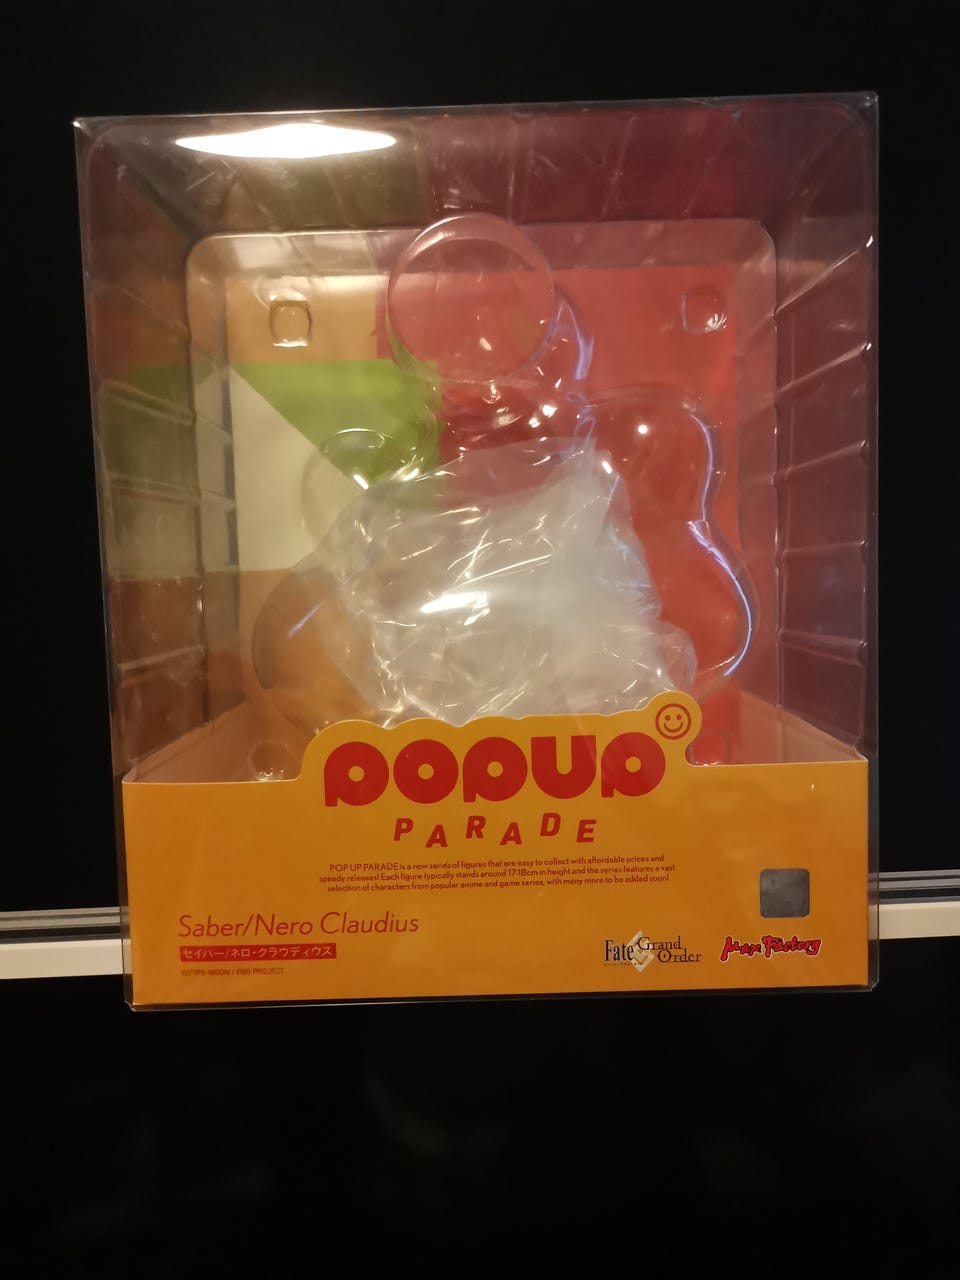 POPUP
PARADE
POP UP PARADE is a new series of figures that are easy to collect with affordable prices and
speedy releases! Each figure typically stands around 17-18cm in height and the series features a vast
selection of characters from popular anime and game series, with many more to be added soon!
Saber/Nero Claudius
セイバー/ネロ・クラウディウス
©TYPE-MOON / FGO PROJECT
Fate Grand Order
Max Factory